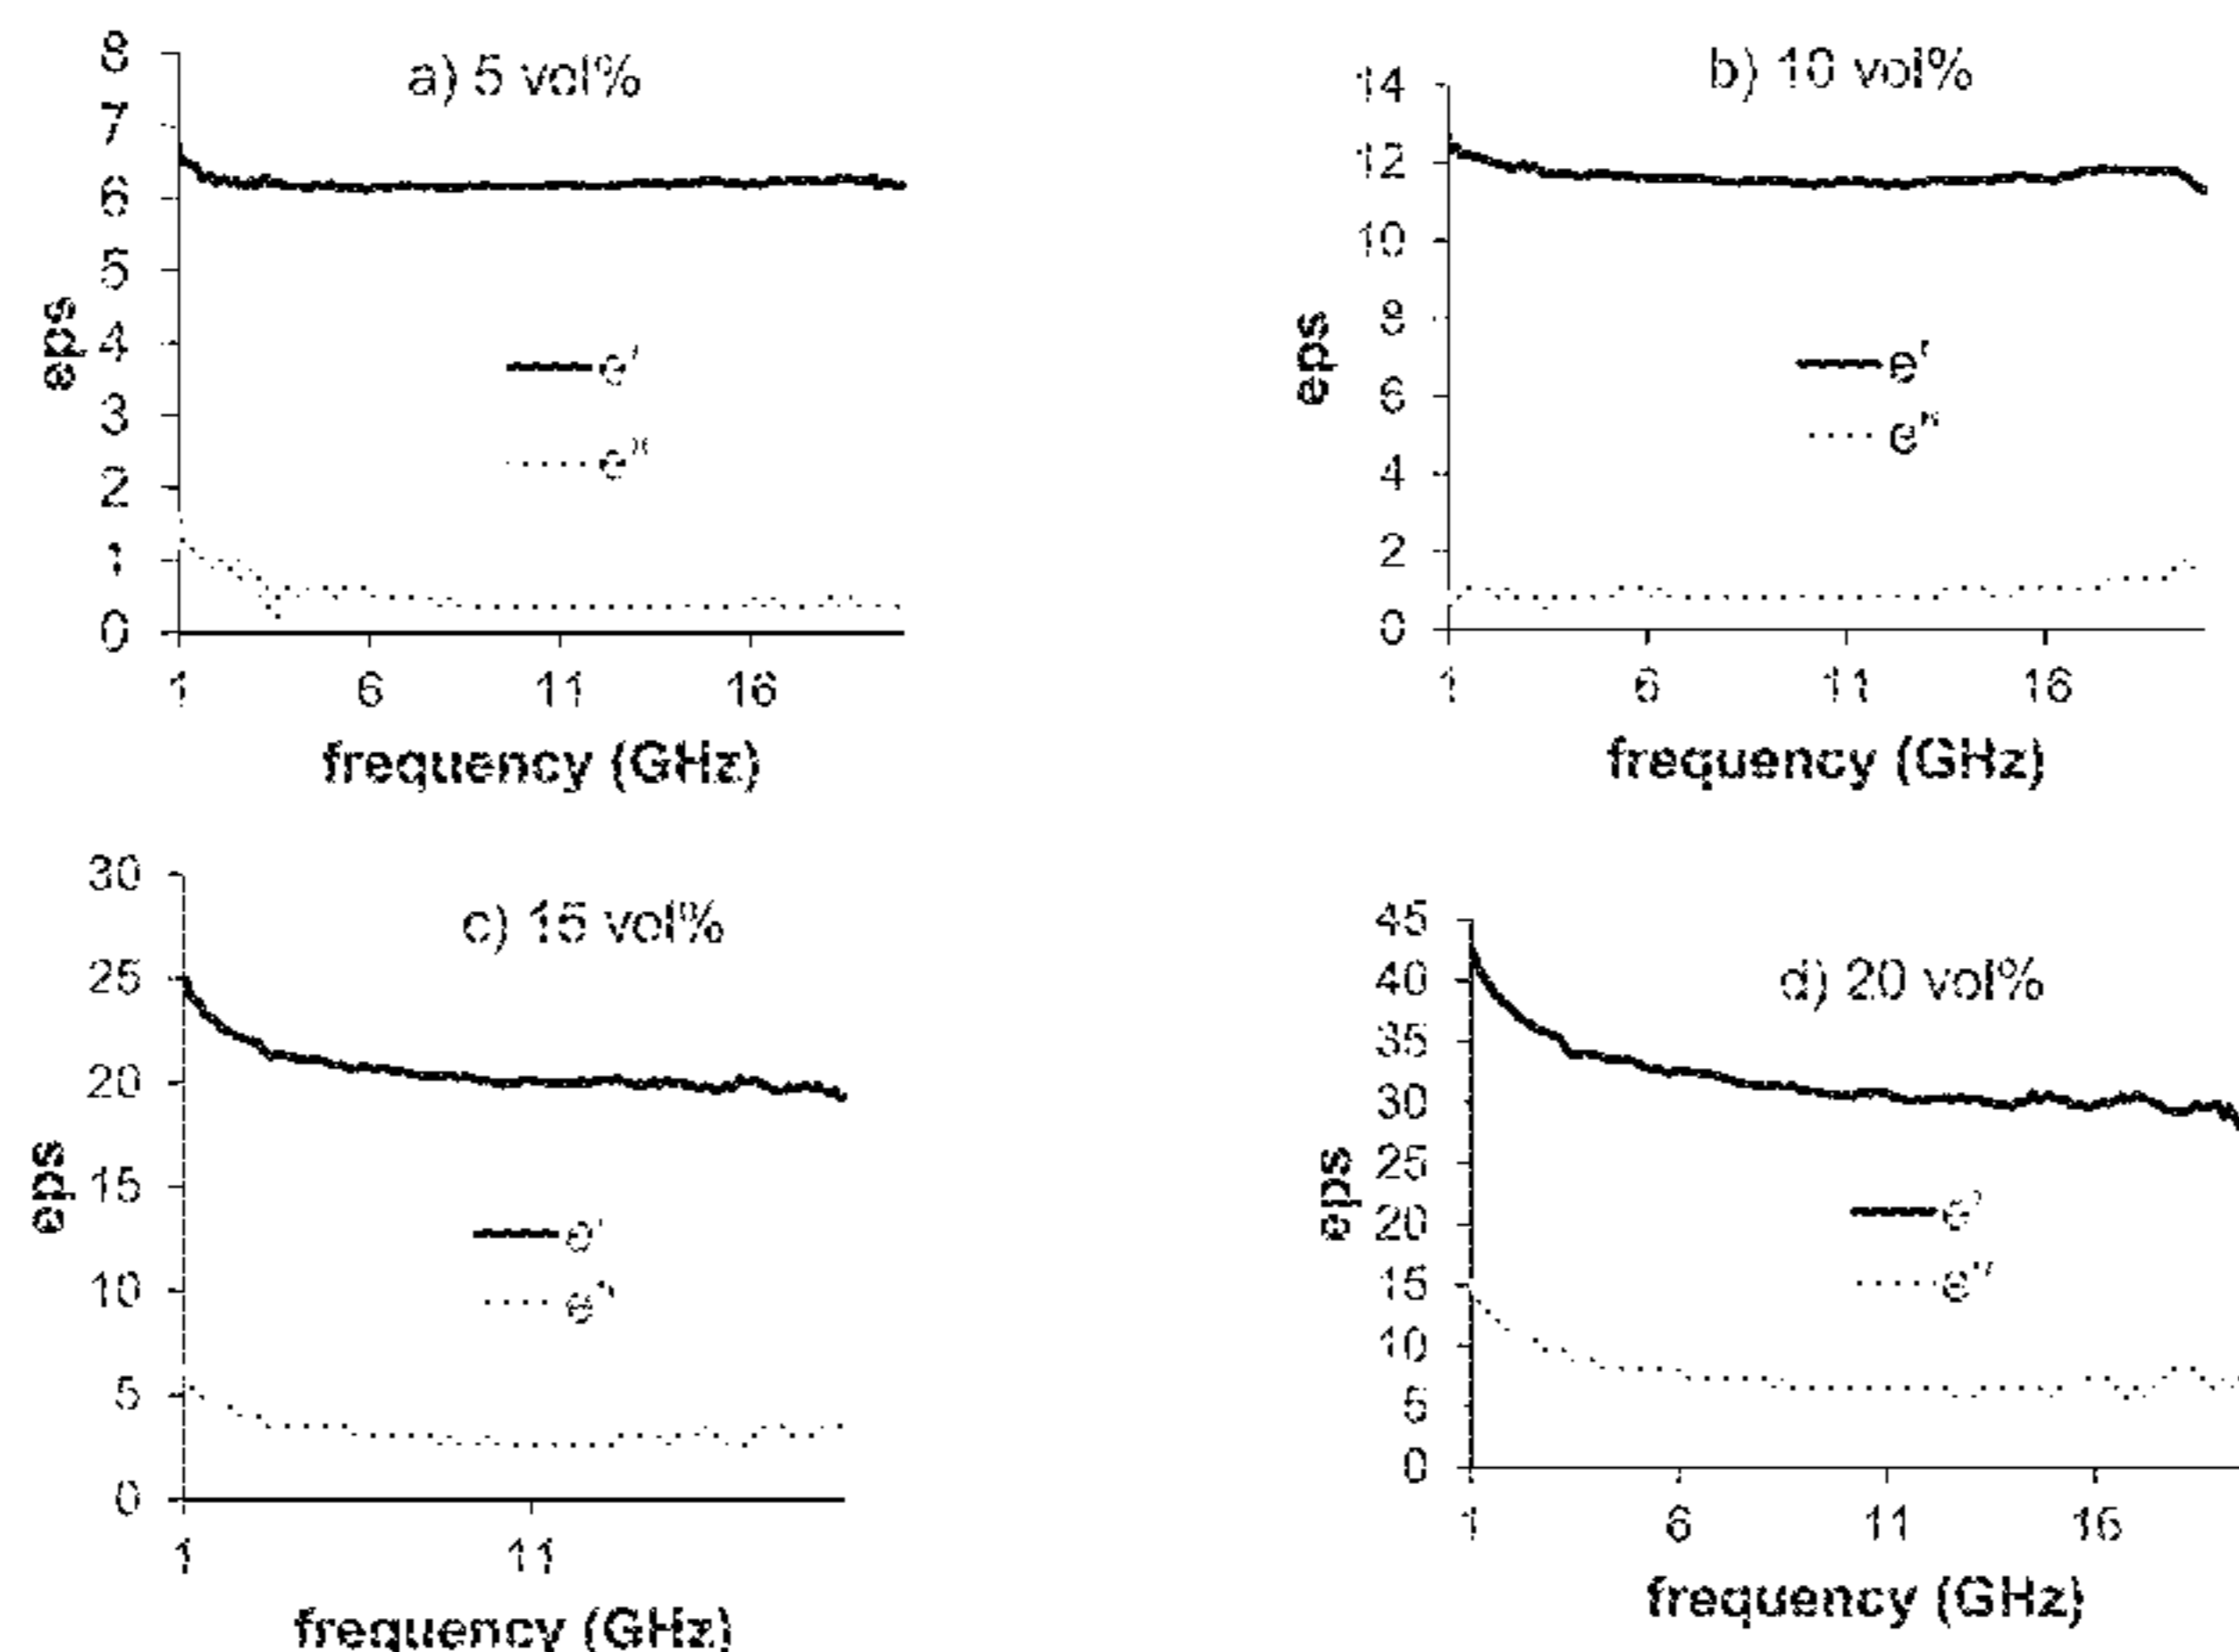 a) 5 vol%
8
7
6
5
4
3
2
1
0
eps
e'
e"
1 6 11 16
frequency (GHz)
b) 10 vol%
14
12
10
8
6
4
2
0
eps
e'
e"
1 6 11 16
frequency (GHz)
c) 15 vol%
30
25
20
15
10
5
0
eps
e'
e"
1 11
frequency (GHz)
d) 20 vol%
45
40
35
30
25
20
15
10
5
0
eps
e'
e"
1 6 11 16
frequency (GHz)